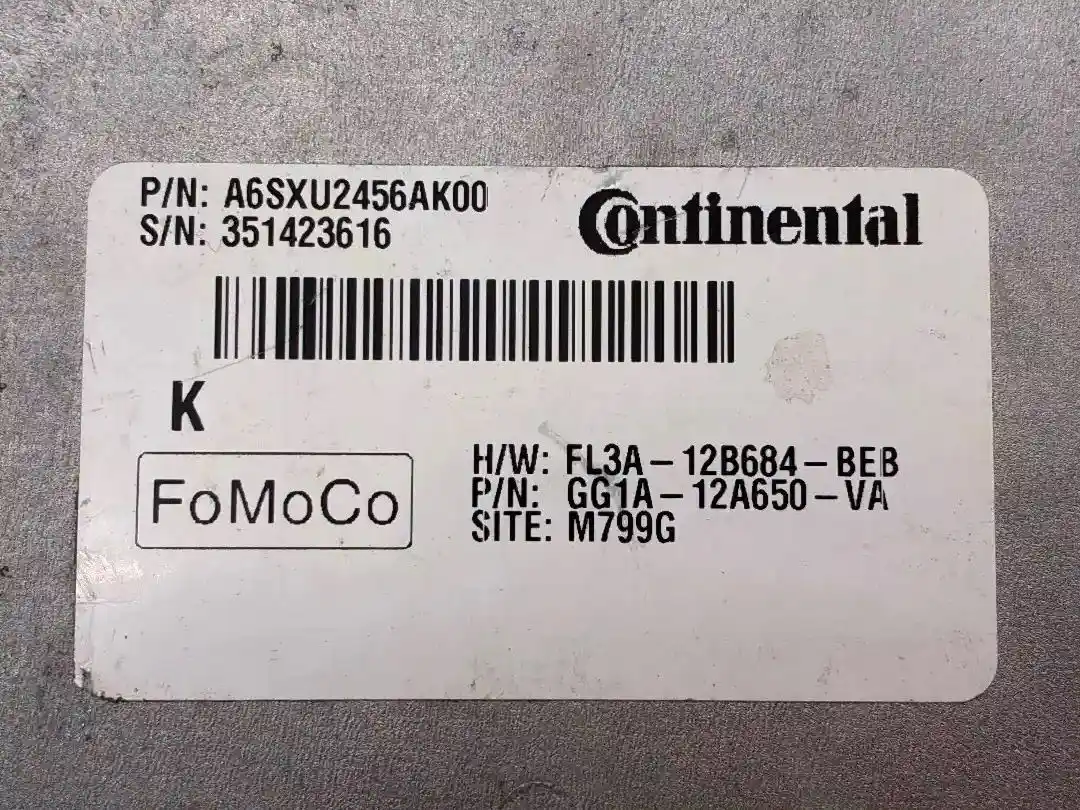 P/N: A6SXU2456AK00
S/N: 351423616
Continental
K
FoMoCo
H/W: FL3A-12B684-BEB
P/N: GG1A-12A650-VA
SITE: M799G